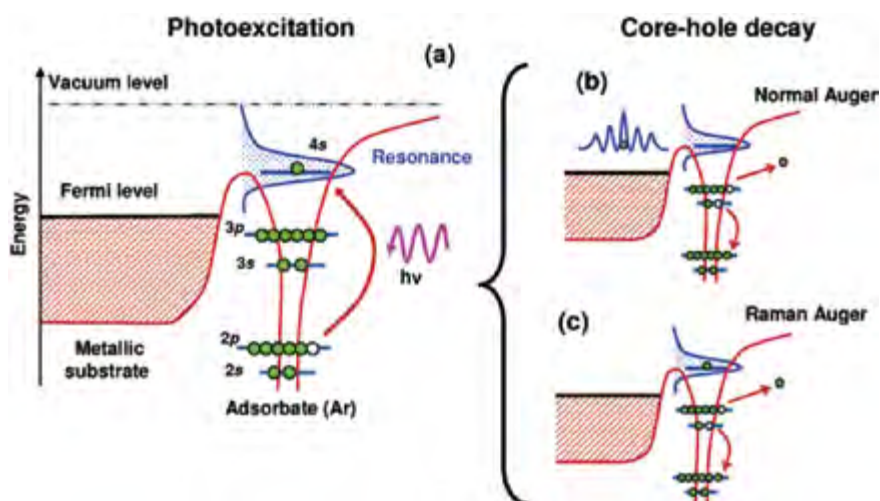 Photoexcitation
Core-hole decay
(a)
Vacuum level
4s
Resonance
Fermi level
Energy
3p
3s
hν
2p
2s
Metallic
substrate
Adsorbate (Ar)
(b)
Normal Auger
(c)
Raman Auger